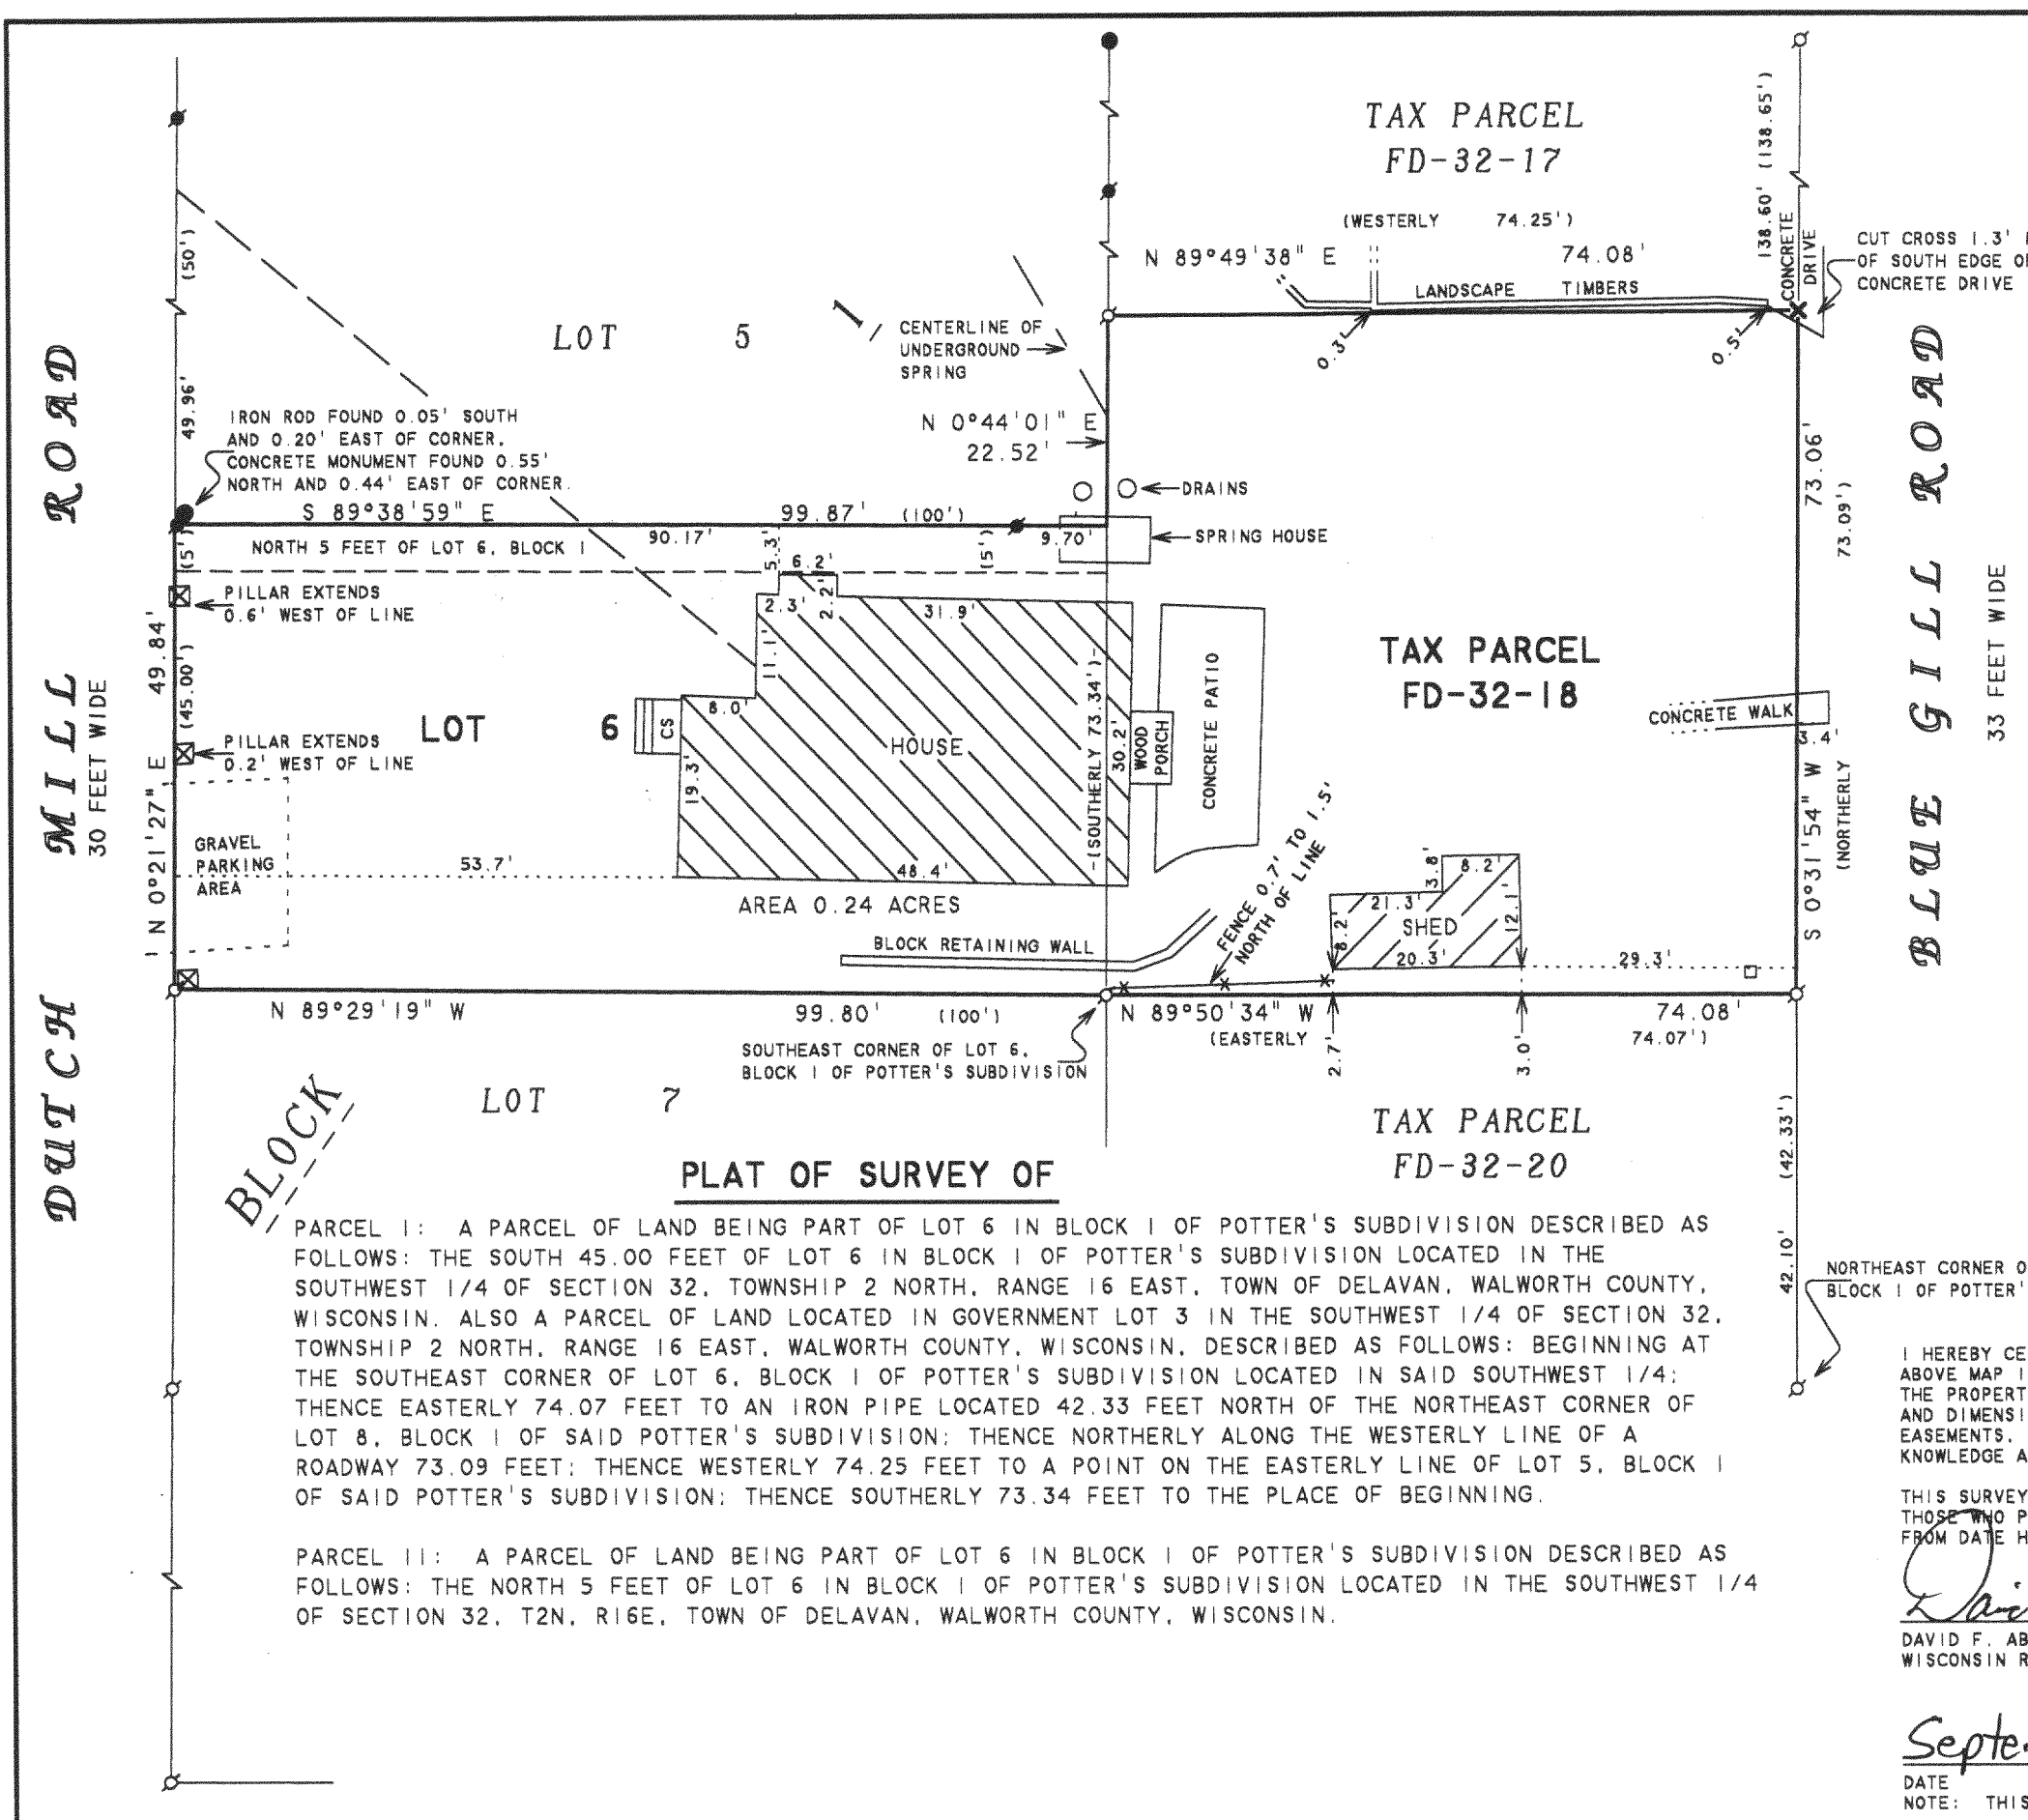 TAX PARCEL
FD-32-17
(WESTERLY 74.25')
N 89°49'38" E 74.08'
LANDSCAPE TIMBERS
0.3'
0.5'
138.60' (138.65')
CONCRETE
DRIVE
CUT CROSS 1.3'
OF SOUTH EDGE
CONCRETE DRIVE
(50')
49.96'
LOT 5
1
CENTERLINE OF
UNDERGROUND
SPRING
N 0°44'01" E
22.52'
IRON ROD FOUND 0.05' SOUTH
AND 0.20' EAST OF CORNER.
CONCRETE MONUMENT FOUND 0.55'
NORTH AND 0.44' EAST OF CORNER.
S 89°38'59" E 99.87' (100')
DRAINS
SPRING HOUSE
(5')
NORTH 5 FEET OF LOT 6, BLOCK 1
90.17'
5.3'
(5')
9.70'
6.2'
2.2'
2.3'
31.9'
11.1'
PILLAR EXTENDS
0.6' WEST OF LINE
N 0°21'27" E 49.84'
(45.00')
LOT 6
CS
8.0'
HOUSE
19.3'
(SOUTHERLY 73.34')
30.2'
WOOD
PORCH
CONCRETE PATIO
PILLAR EXTENDS
0.2' WEST OF LINE
GRAVEL
PARKING
AREA
53.7'
48.4'
AREA 0.24 ACRES
BLOCK RETAINING WALL
TAX PARCEL
FD-32-18
CONCRETE WALK
3.4'
73.06'
73.09')
S 0°31'54" W
(NORTHERLY
FENCE 0.7' TO 1.5'
NORTH OF LINE
3.8'
8.2'
21.3'
8.2'
SHED
12.1'
20.3'
29.3'
DUTCH MILL ROAD
30 FEET WIDE
BLUE GILL ROAD
33 FEET WIDE
N 89°29'19" W 99.80' (100')
N 89°50'34" W 74.08'
(EASTERLY 74.07')
2.7'
3.0'
SOUTHEAST CORNER OF LOT 6,
BLOCK 1 OF POTTER'S SUBDIVISION
LOT 7
BLOCK
TAX PARCEL
FD-32-20
(42.33')
42.10'
NORTHEAST CORNER
BLOCK 1 OF POTTER'
PLAT OF SURVEY OF
PARCEL I: A PARCEL OF LAND BEING PART OF LOT 6 IN BLOCK 1 OF POTTER'S SUBDIVISION DESCRIBED AS
FOLLOWS: THE SOUTH 45.00 FEET OF LOT 6 IN BLOCK 1 OF POTTER'S SUBDIVISION LOCATED IN THE
SOUTHWEST 1/4 OF SECTION 32, TOWNSHIP 2 NORTH, RANGE 16 EAST, TOWN OF DELAVAN, WALWORTH COUNTY,
WISCONSIN. ALSO A PARCEL OF LAND LOCATED IN GOVERNMENT LOT 3 IN THE SOUTHWEST 1/4 OF SECTION 32,
TOWNSHIP 2 NORTH, RANGE 16 EAST, WALWORTH COUNTY, WISCONSIN, DESCRIBED AS FOLLOWS: BEGINNING AT
THE SOUTHEAST CORNER OF LOT 6, BLOCK 1 OF POTTER'S SUBDIVISION LOCATED IN SAID SOUTHWEST 1/4;
THENCE EASTERLY 74.07 FEET TO AN IRON PIPE LOCATED 42.33 FEET NORTH OF THE NORTHEAST CORNER OF
LOT 8, BLOCK 1 OF SAID POTTER'S SUBDIVISION; THENCE NORTHERLY ALONG THE WESTERLY LINE OF A
ROADWAY 73.09 FEET; THENCE WESTERLY 74.25 FEET TO A POINT ON THE EASTERLY LINE OF LOT 5, BLOCK 1
OF SAID POTTER'S SUBDIVISION; THENCE SOUTHERLY 73.34 FEET TO THE PLACE OF BEGINNING.
PARCEL II: A PARCEL OF LAND BEING PART OF LOT 6 IN BLOCK 1 OF POTTER'S SUBDIVISION DESCRIBED AS
FOLLOWS: THE NORTH 5 FEET OF LOT 6 IN BLOCK 1 OF POTTER'S SUBDIVISION LOCATED IN THE SOUTHWEST 1/4
OF SECTION 32, T2N, R16E, TOWN OF DELAVAN, WALWORTH COUNTY, WISCONSIN.
I HEREBY CE
ABOVE MAP I
THE PROPERT
AND DIMENSI
EASEMENTS,
KNOWLEDGE A
THIS SURVEY
THOSE WHO P
FROM DATE H
DAVID F. AB
WISCONSIN R
Septe
DATE
NOTE: THIS